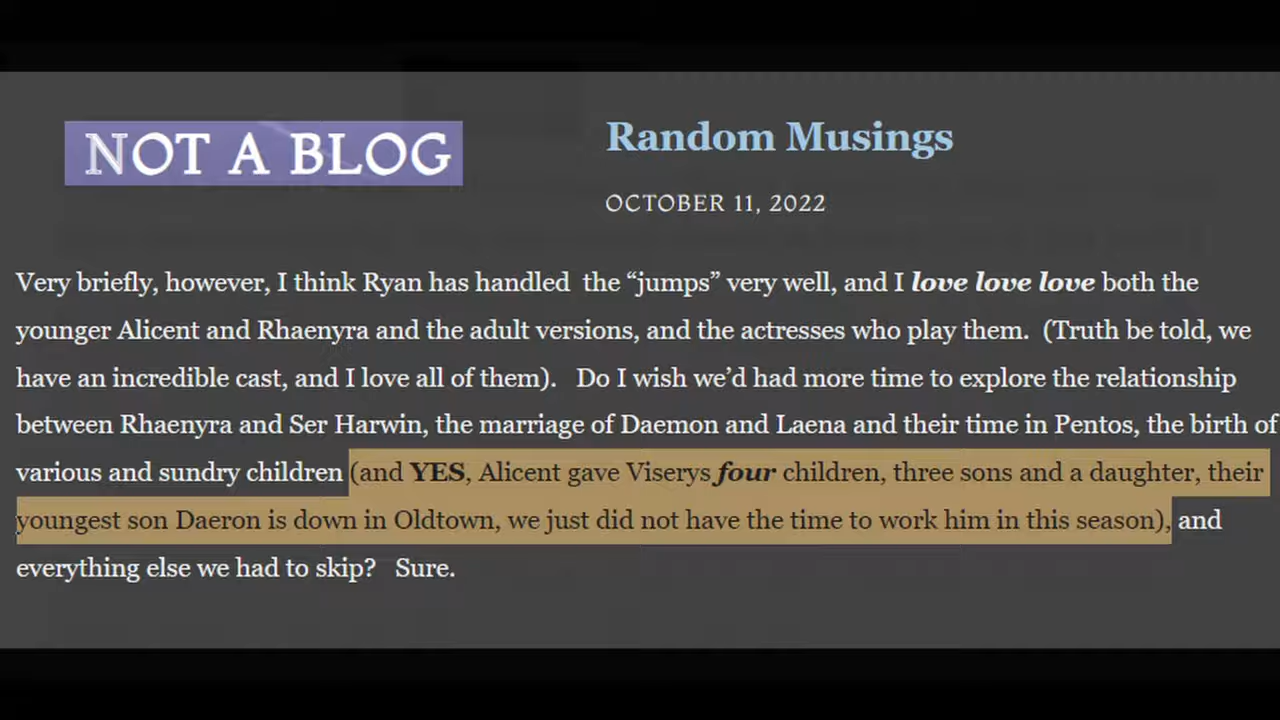 NOT A BLOG
Random Musings
OCTOBER 11, 2022
Very briefly, however, I think Ryan has handled the “jumps” very well, and I love love love both the
younger Alicent and Rhaenyra and the adult versions, and the actresses who play them. (Truth be told, we
have an incredible cast, and I love all of them). Do I wish we’d had more time to explore the relationship
between Rhaenyra and Ser Harwin, the marriage of Daemon and Laena and their time in Pentos, the birth of
various and sundry children (and YES, Alicent gave Viserys four children, three sons and a daughter, their
youngest son Daeron is down in Oldtown, we just did not have the time to work him in this season), and
everything else we had to skip? Sure.